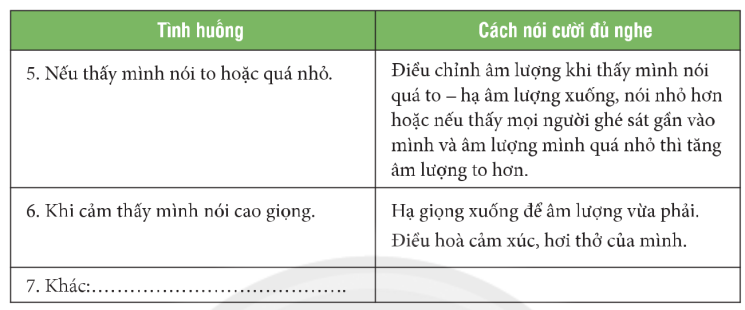 Tình huống
Cách nói cười đủ nghe
5. Nếu thấy mình nói to hoặc quá nhỏ.
Điều chỉnh âm lượng khi thấy mình nói
quá to – hạ âm lượng xuống, nói nhỏ hơn
hoặc nếu thấy mọi người ghé sát gần vào
mình và âm lượng mình quá nhỏ thì tăng
âm lượng to hơn.
6. Khi cảm thấy mình nói cao giọng.
Hạ giọng xuống để âm lượng vừa phải.
Điều hoà cảm xúc, hơi thở của mình.
7. Khác:…………………………………..